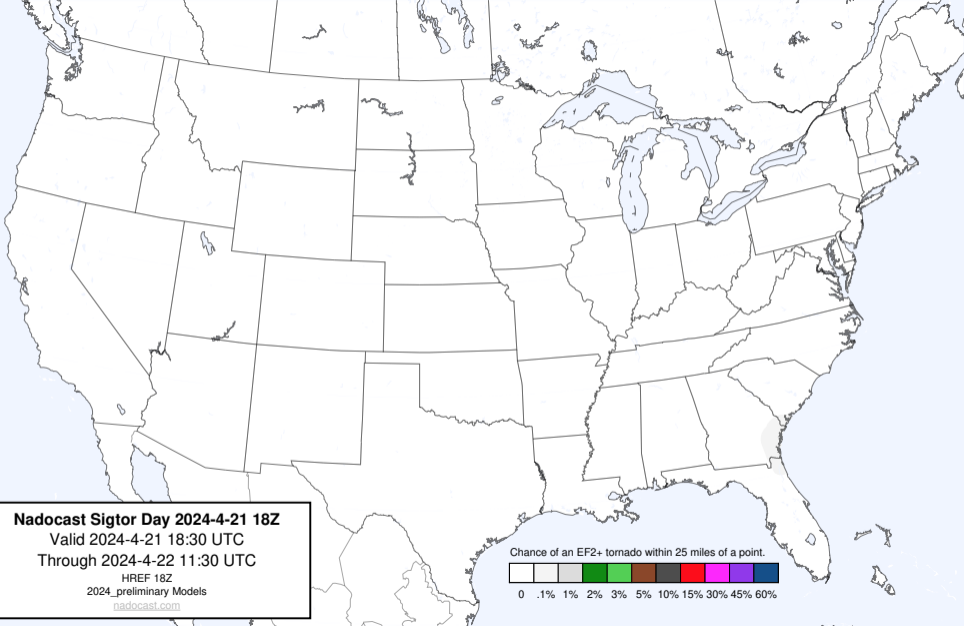 Nadocast Sigtor Day 2024-4-21 18Z
Valid 2024-4-21 18:30 UTC
Through 2024-4-22 11:30 UTC
HREF 18Z
2024_preliminary Models
nadocast.com
Chance of an EF2+ tornado within 25 miles of a point.
0 .1% 1% 2% 3% 5% 10% 15% 30% 45% 60%